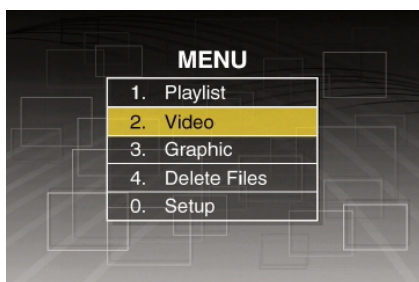 MENU
1. Playlist
2. Video
3. Graphic
4. Delete Files
0. Setup